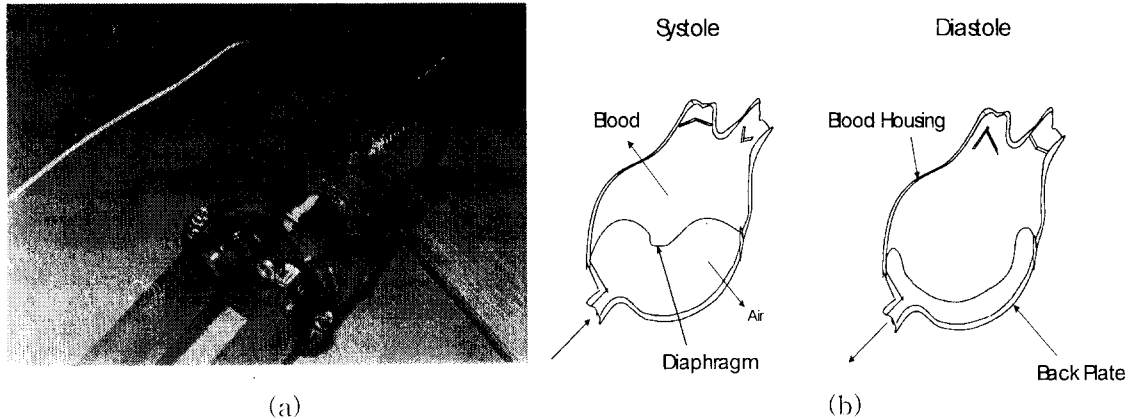 Systole
Diastole
Blood
Blood Housing
Air
Diaphragm
Back Plate
(a)
(b)